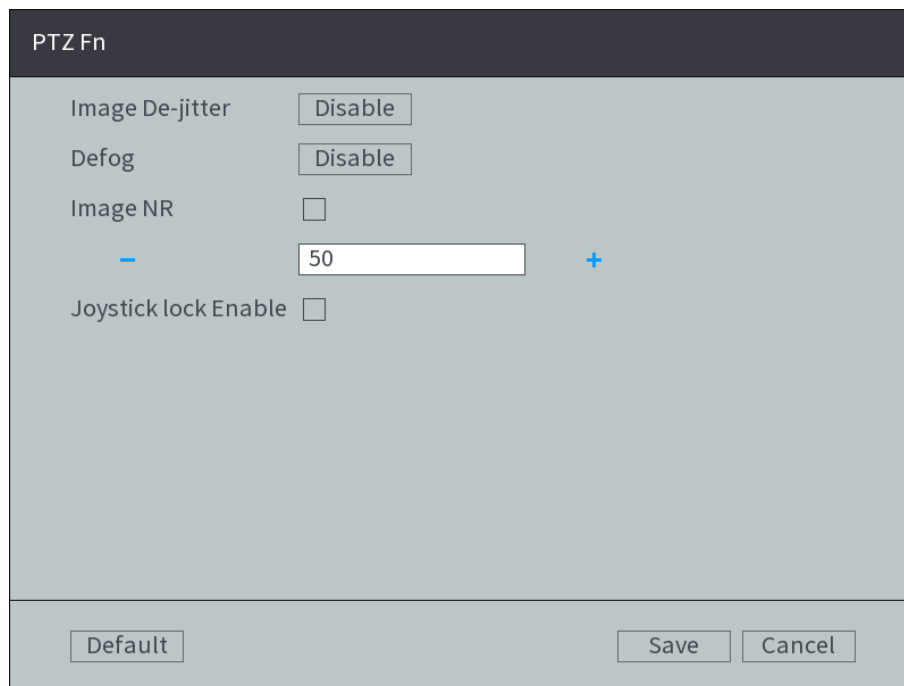 PTZ Fn
Image De-jitter Disable
Defog Disable
Image NR
− 50 +
Joystick lock Enable
Default Save Cancel